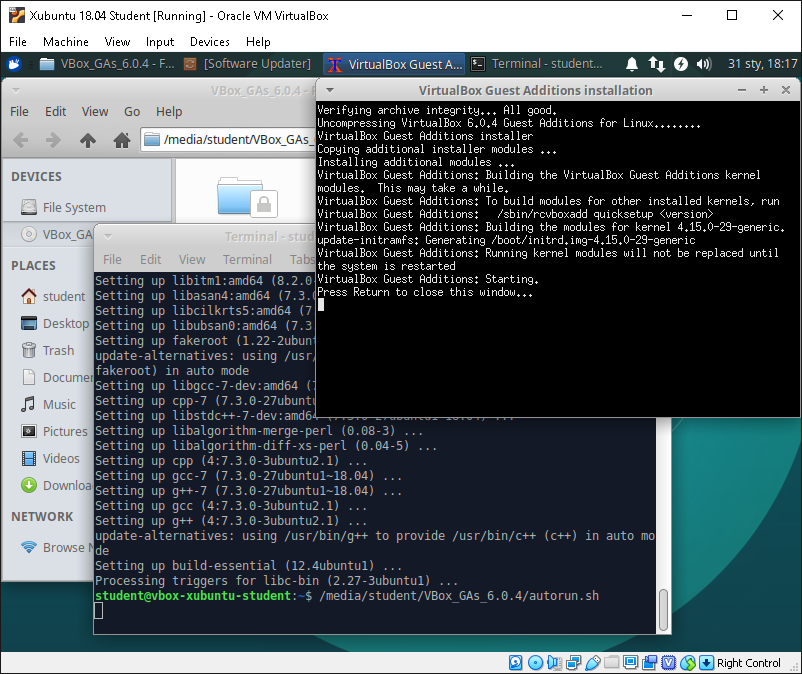 Xubuntu 18.04 Student [Running] - Oracle VM VirtualBox
File Machine View Input Devices Help
VBox_GAs_6.0.4 - F... [Software Updater] VirtualBox Guest A... Terminal - student... 31 sty, 18:17
VBox_GAs_6.0.4 - F
File Edit View Go Help
/media/student/VBox_GAs_
DEVICES
File System
VBox_GA
PLACES
student
Desktop
Trash
Docume
Music
Pictures
Videos
Downloa
NETWORK
Browse N
VirtualBox Guest Additions installation
Verifying archive integrity... All good.
Uncompressing VirtualBox 6.0.4 Guest Additions for Linux........
VirtualBox Guest Additions installer
Copying additional installer modules ...
Installing additional modules ...
VirtualBox Guest Additions: Building the VirtualBox Guest Additions kernel
modules.  This may take a while.
VirtualBox Guest Additions: To build modules for other installed kernels, run
VirtualBox Guest Additions:   /sbin/rcvboxadd quicksetup <version>
VirtualBox Guest Additions: Building the modules for kernel 4.15.0-29-generic.
update-initramfs: Generating /boot/initrd.img-4.15.0-29-generic
VirtualBox Guest Additions: Running kernel modules will not be replaced until
the system is restarted
VirtualBox Guest Additions: Starting.
Press Return to close this window...
Terminal - stud
File Edit View Terminal Tabs
Setting up libitm1:amd64 (8.2.0-
Setting up libasan4:amd64 (7.3.0
Setting up libcilkrts5:amd64 (7
Setting up libubsan0:amd64 (7.3
Setting up fakeroot (1.22-2ubunt
update-alternatives: using /usr/
fakeroot) in auto mode
Setting up libgcc-7-dev:amd64 (7
Setting up cpp-7 (7.3.0-27ubuntu
Setting up libstdc++-7-dev:amd64 (7.3.0-27ubuntu1~18.04) ...
Setting up libalgorithm-merge-perl (0.08-3) ...
Setting up libalgorithm-diff-xs-perl (0.04-5) ...
Setting up cpp (4:7.3.0-3ubuntu2.1) ...
Setting up gcc-7 (7.3.0-27ubuntu1~18.04) ...
Setting up g++-7 (7.3.0-27ubuntu1~18.04) ...
Setting up gcc (4:7.3.0-3ubuntu2.1) ...
Setting up g++ (4:7.3.0-3ubuntu2.1) ...
update-alternatives: using /usr/bin/g++ to provide /usr/bin/c++ (c++) in auto mo
de
Setting up build-essential (12.4ubuntu1) ...
Processing triggers for libc-bin (2.27-3ubuntu1) ...
student@vbox-xubuntu-student:~$ /media/student/VBox_GAs_6.0.4/autorun.sh
Right Control